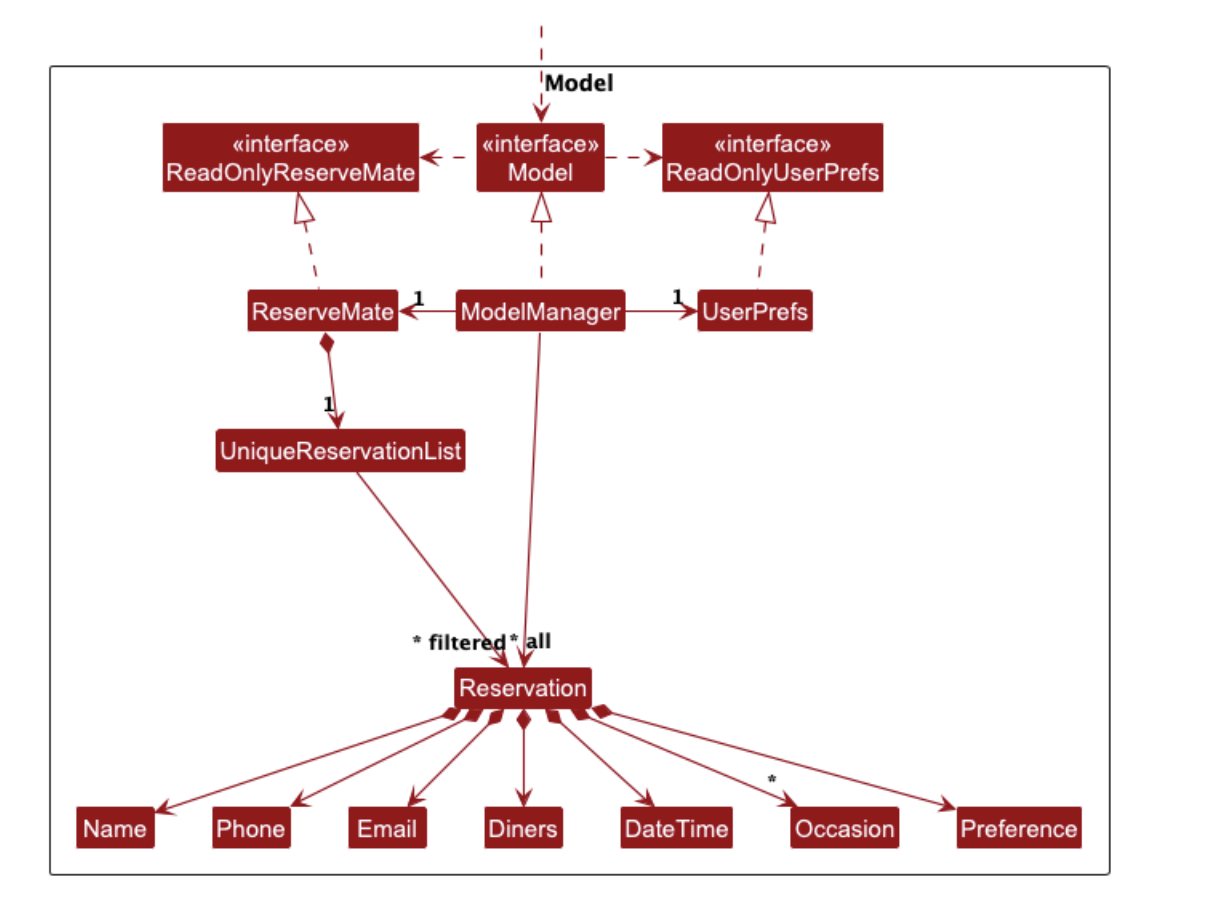 Model
«interface»
ReadOnlyReserveMate
«interface»
Model
«interface»
ReadOnlyUserPrefs
ReserveMate
1
ModelManager
1
UserPrefs
1
UniqueReservationList
* filtered
* all
Reservation
*
Name
Phone
Email
Diners
DateTime
Occasion
Preference